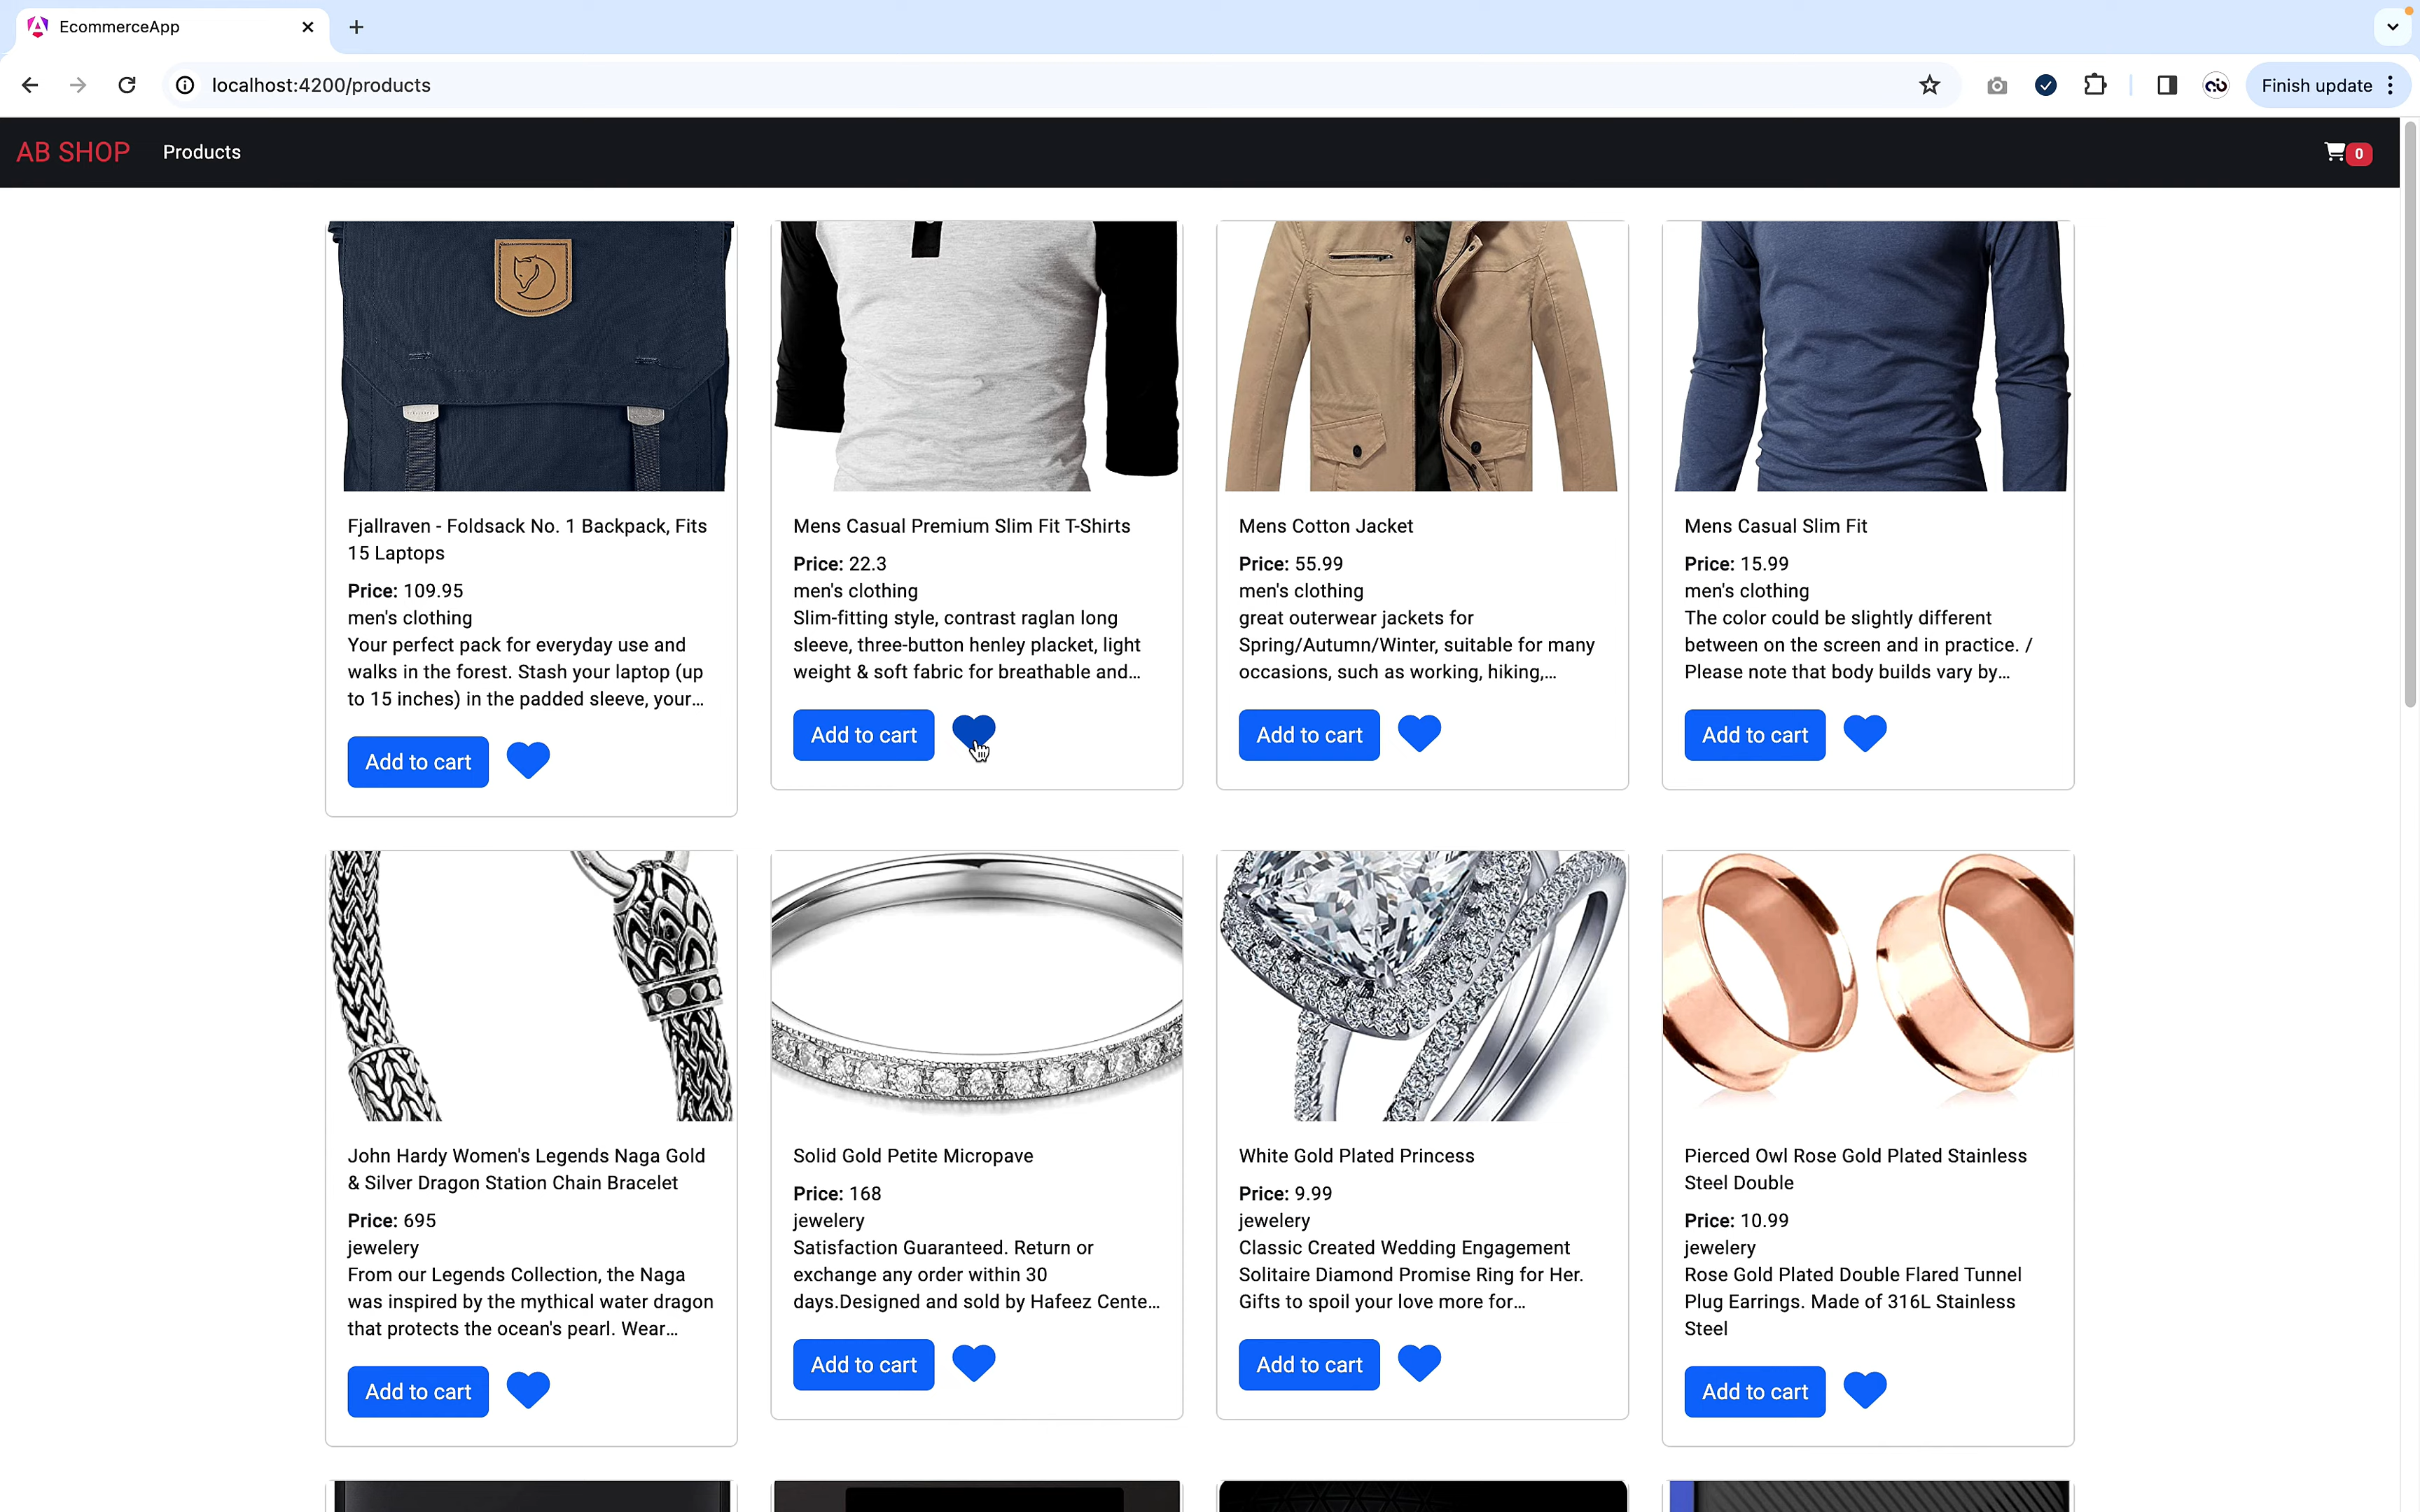 EcommerceApp
localhost:4200/products
Finish update
AB SHOP
Products
0
Fjallraven - Foldsack No. 1 Backpack, Fits
15 Laptops
Price: 109.95
men's clothing
Your perfect pack for everyday use and
walks in the forest. Stash your laptop (up
to 15 inches) in the padded sleeve, your...
Add to cart
Mens Casual Premium Slim Fit T-Shirts
Price: 22.3
men's clothing
Slim-fitting style, contrast raglan long
sleeve, three-button henley placket, light
weight & soft fabric for breathable and...
Add to cart
Mens Cotton Jacket
Price: 55.99
men's clothing
great outerwear jackets for
Spring/Autumn/Winter, suitable for many
occasions, such as working, hiking,...
Add to cart
Mens Casual Slim Fit
Price: 15.99
men's clothing
The color could be slightly different
between on the screen and in practice. /
Please note that body builds vary by...
Add to cart
John Hardy Women's Legends Naga Gold
& Silver Dragon Station Chain Bracelet
Price: 695
jewelery
From our Legends Collection, the Naga
was inspired by the mythical water dragon
that protects the ocean's pearl. Wear...
Add to cart
Solid Gold Petite Micropave
Price: 168
jewelery
Satisfaction Guaranteed. Return or
exchange any order within 30
days.Designed and sold by Hafeez Cente...
Add to cart
White Gold Plated Princess
Price: 9.99
jewelery
Classic Created Wedding Engagement
Solitaire Diamond Promise Ring for Her.
Gifts to spoil your love more for...
Add to cart
Pierced Owl Rose Gold Plated Stainless
Steel Double
Price: 10.99
jewelery
Rose Gold Plated Double Flared Tunnel
Plug Earrings. Made of 316L Stainless
Steel
Add to cart